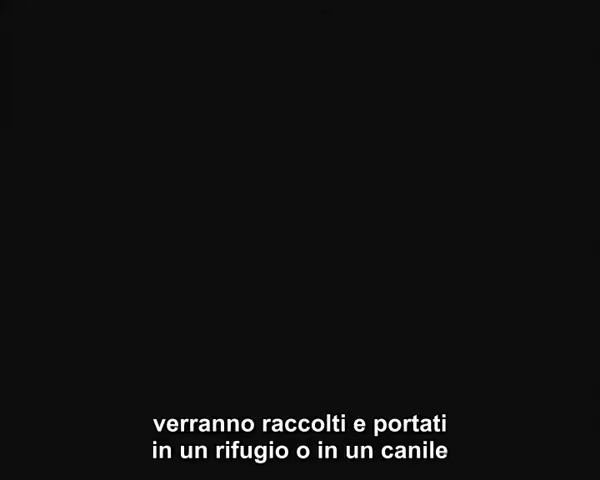 verranno raccolti e portati
in un rifugio o in un canile